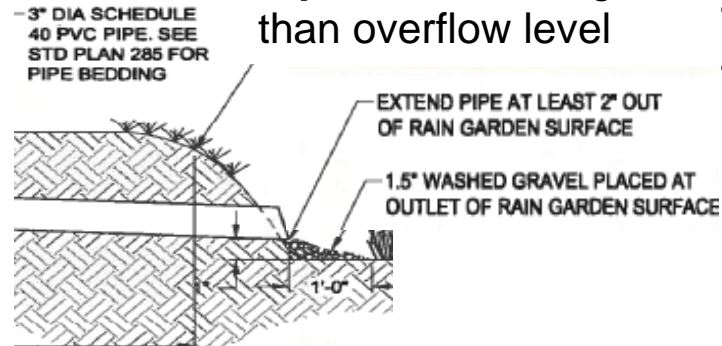 3" DIA SCHEDULE
40 PVC PIPE. SEE
STD PLAN 285 FOR
PIPE BEDDING
than overflow level
EXTEND PIPE AT LEAST 2" OUT
OF RAIN GARDEN SURFACE
1.5" WASHED GRAVEL PLACED AT
OUTLET OF RAIN GARDEN SURFACE
1'-0"